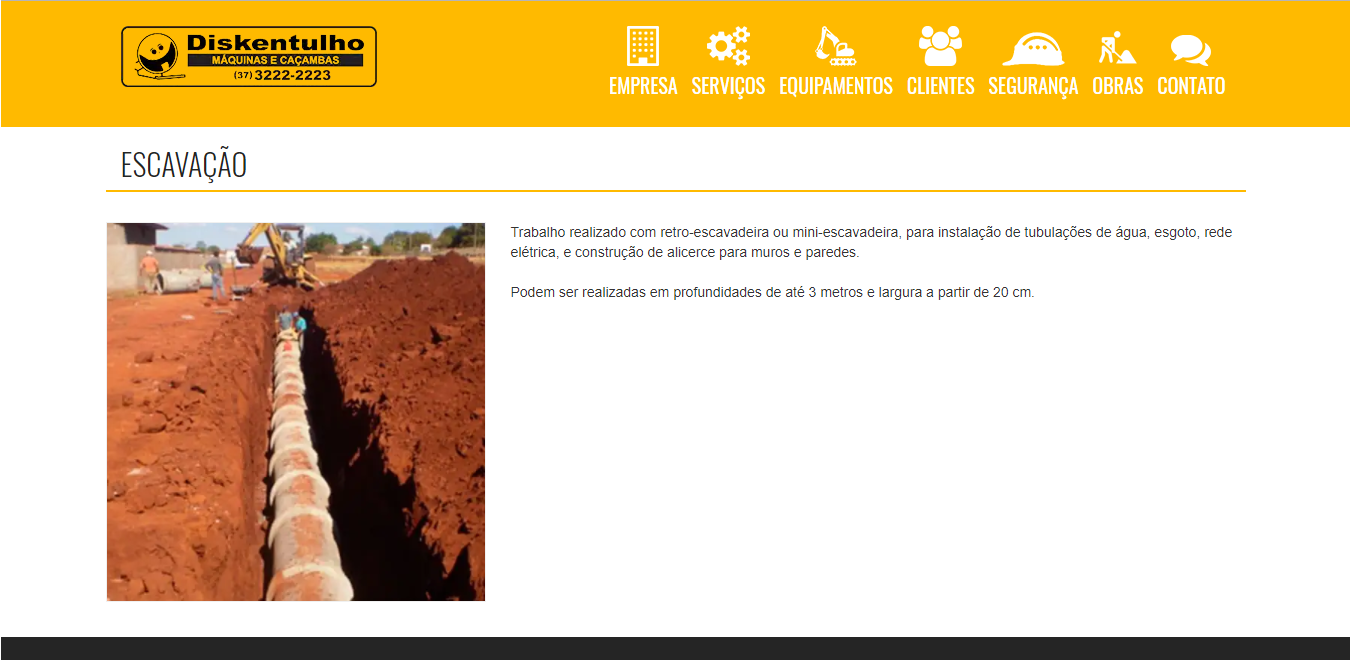 Diskentulho
MÁQUINAS E CAÇAMBAS
(37) 3222-2223
EMPRESA SERVIÇOS EQUIPAMENTOS CLIENTES SEGURANÇA OBRAS CONTATO
ESCAVAÇÃO
Trabalho realizado com retro-escavadeira ou mini-escavadeira, para instalação de tubulações de água, esgoto, rede
elétrica, e construção de alicerce para muros e paredes.
Podem ser realizadas em profundidades de até 3 metros e largura a partir de 20 cm.